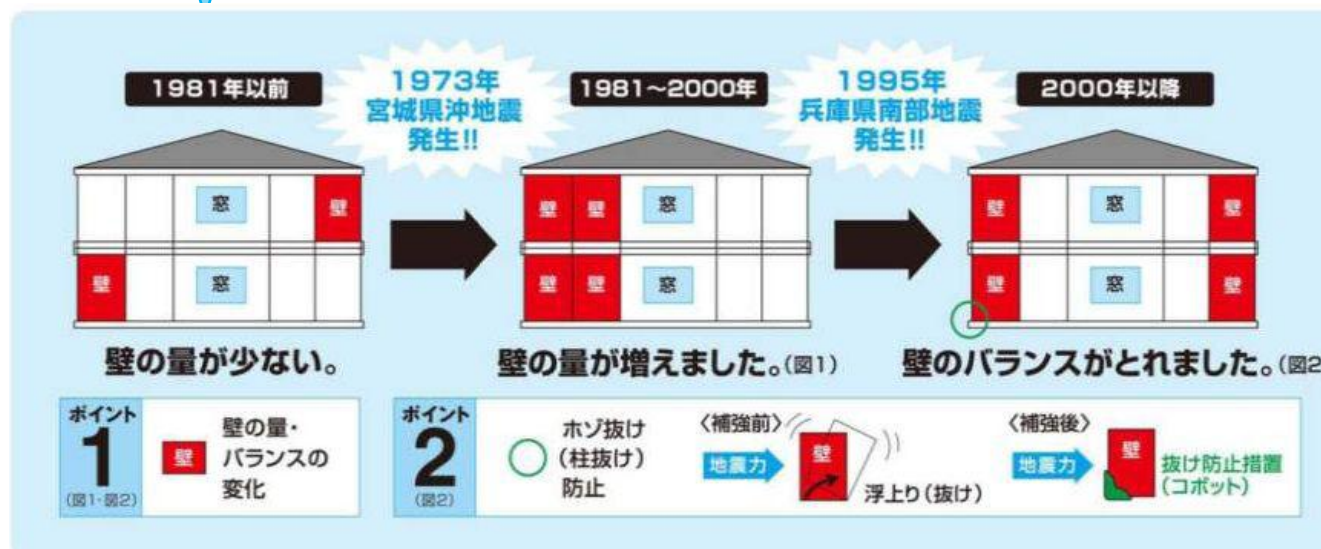 1981年以前
1973年
宮城県沖地震
発生!!
1981〜2000年
1995年
兵庫県南部地震
発生!!
2000年以降
窓
壁
壁
窓
壁
壁
窓
壁
壁
窓
壁
窓
壁
壁
窓
壁
壁の量が少ない。
壁の量が増えました。(図1)
壁のバランスがとれました。(図2
ポイント
1
(図1・図2)
壁
壁の量・
バランスの
変化
ポイント
2
(図2)
ホゾ抜け
(柱抜け)
防止
〈補強前〉
地震力
壁
浮上り(抜け)
〈補強後〉
地震力
壁
抜け防止措置
(コボット)